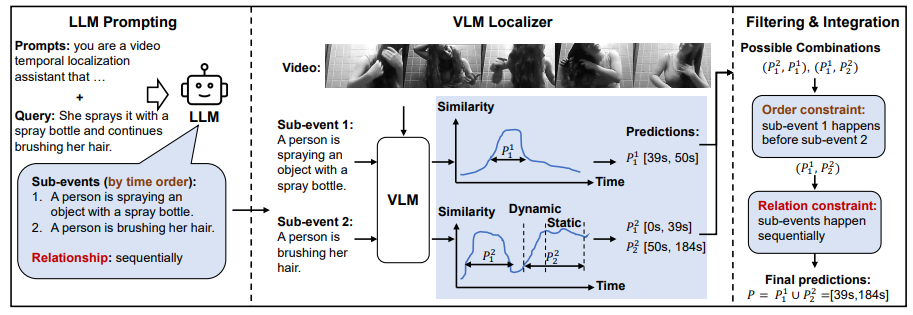 LLM Prompting
Prompts: you are a video
temporal localization
assistant that …
+
Query: She sprays it with a
spray bottle and continues
brushing her hair.
LLM
Sub-events (by time order):
1. A person is spraying an
object with a spray bottle.
2. A person is brushing her hair.
Relationship: sequentially
VLM Localizer
Video:
Sub-event 1:
A person is
spraying an
object with a
spray bottle.
Sub-event 2:
A person is
brushing her
hair.
VLM
Similarity
P₁¹
Time
Predictions:
P₁¹ [39s, 50s]
Similarity
Dynamic
Static
P₁²
P₂²
Time
P₁² [0s, 39s]
P₂² [50s, 184s]
Filtering & Integration
Possible Combinations
(P₁², P₁¹), (P₁¹, P₂²)
Order constraint:
sub-event 1 happens
before sub-event 2
(P₁¹, P₂²)
Relation constraint:
sub-events happen
sequentially
Final predictions:
P = P₁¹ ∪ P₂² =[39s,184s]